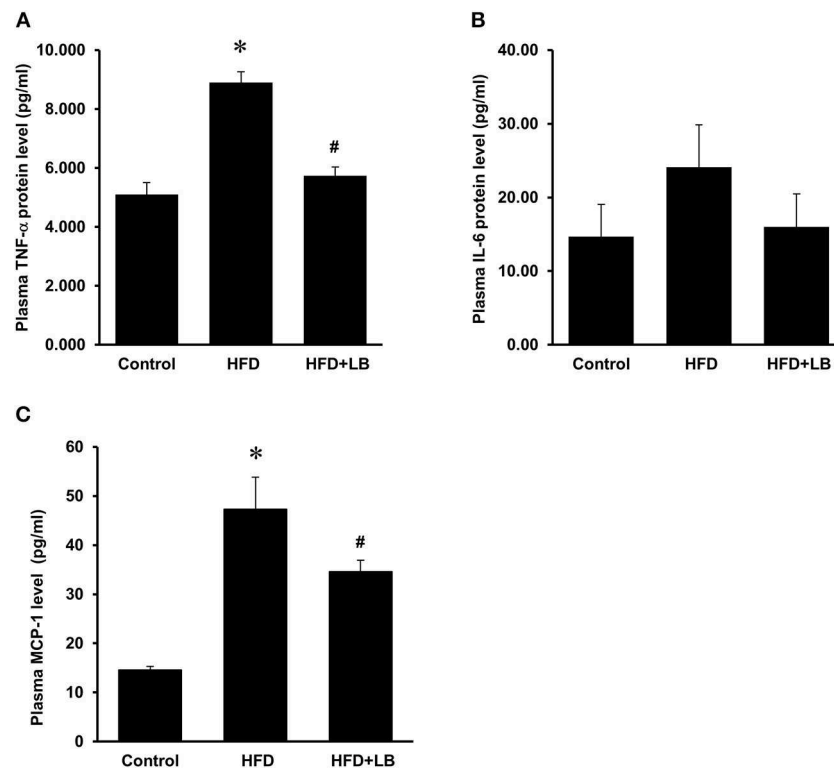 A
Plasma TNF-α protein level (pg/ml)
10.000
8.000
6.000
4.000
2.000
0.000
*
#
Control HFD HFD+LB
B
Plasma IL-6 protein level (pg/ml)
40.00
30.00
20.00
10.00
0.00
Control HFD HFD+LB
C
Plasma MCP-1 level (pg/ml)
60
50
40
30
20
10
0
*
#
Control HFD HFD+LB